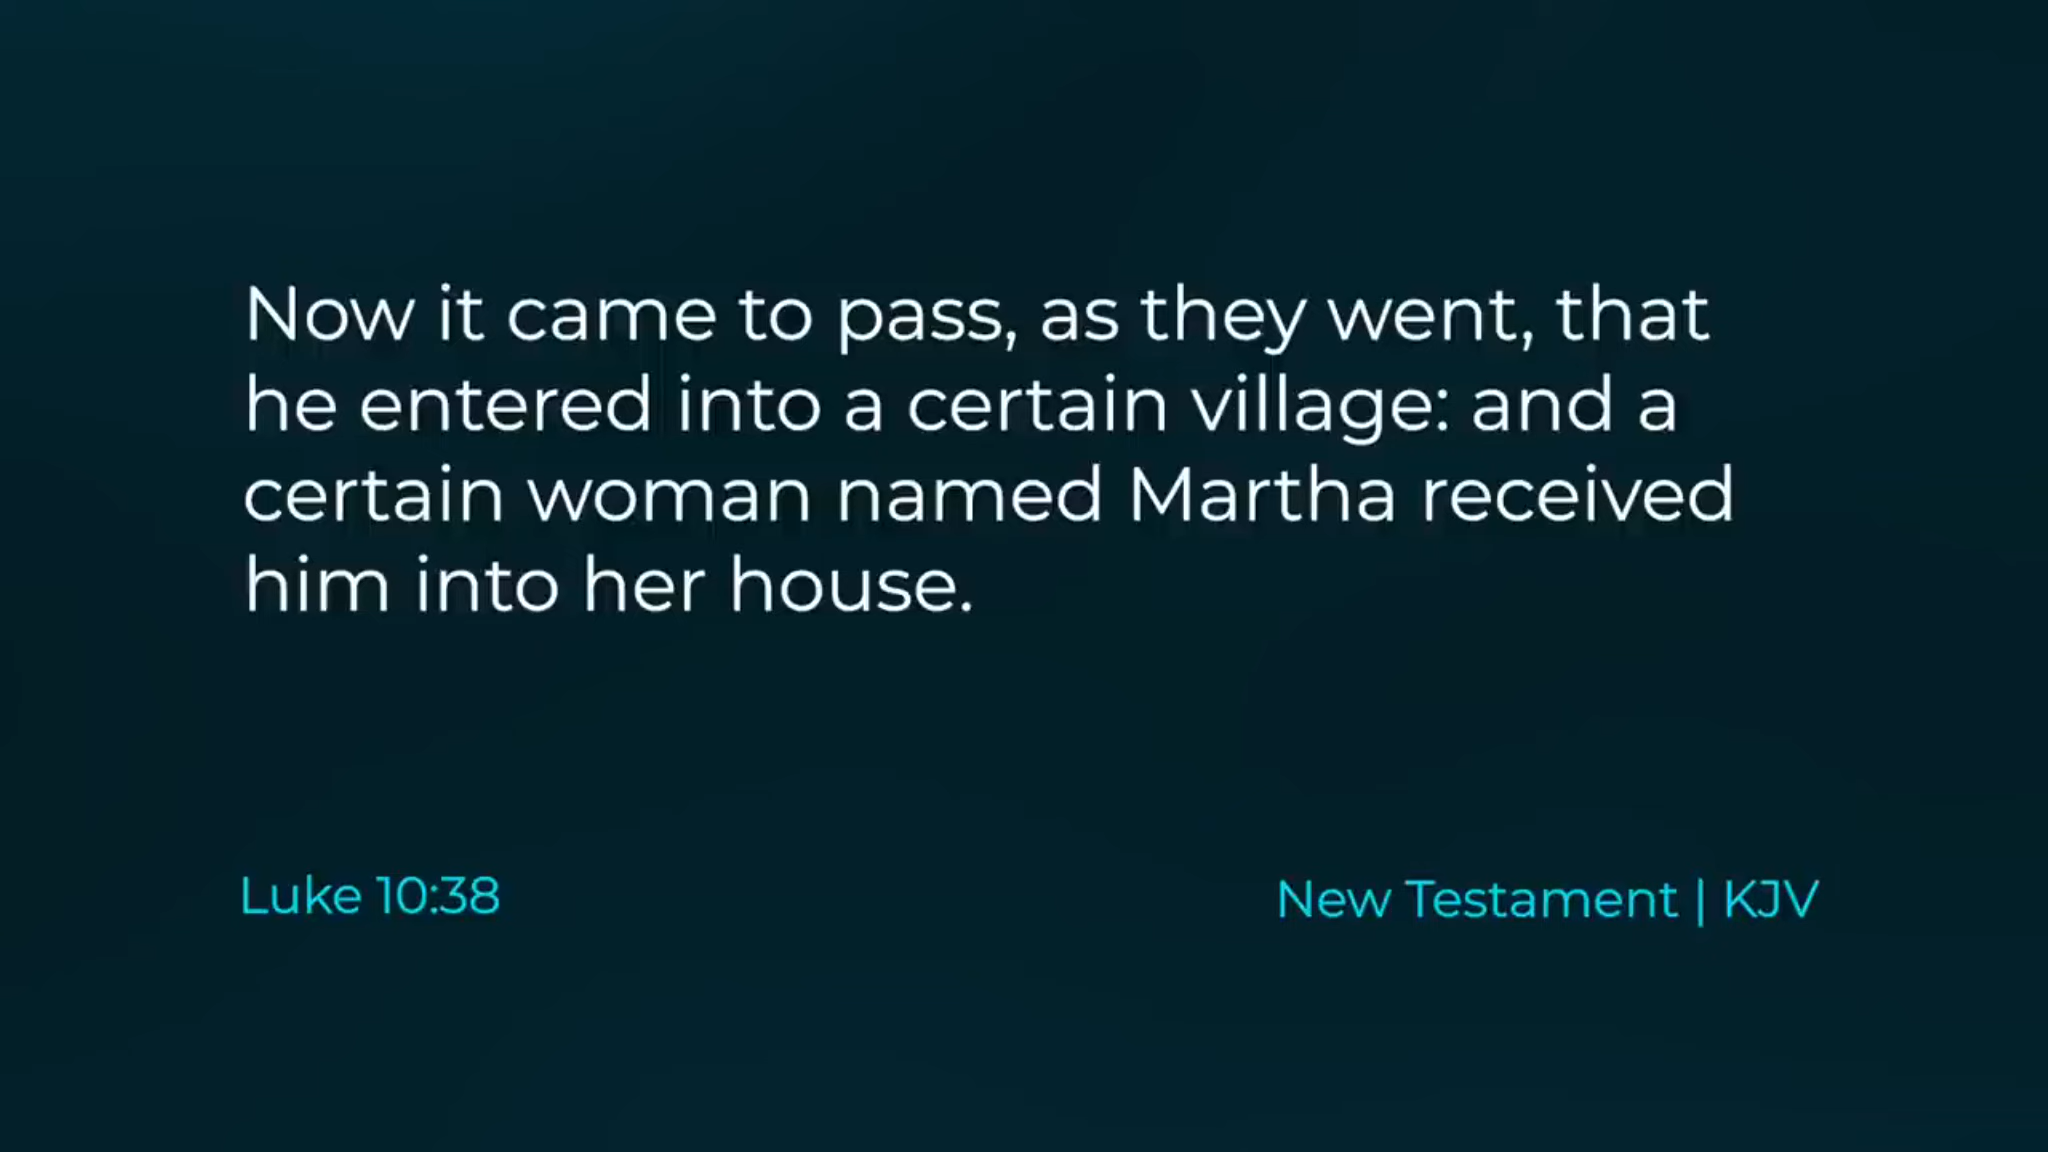 Now it came to pass, as they went, that
he entered into a certain village: and a
certain woman named Martha received
him into her house.
Luke 10:38
New Testament | KJV